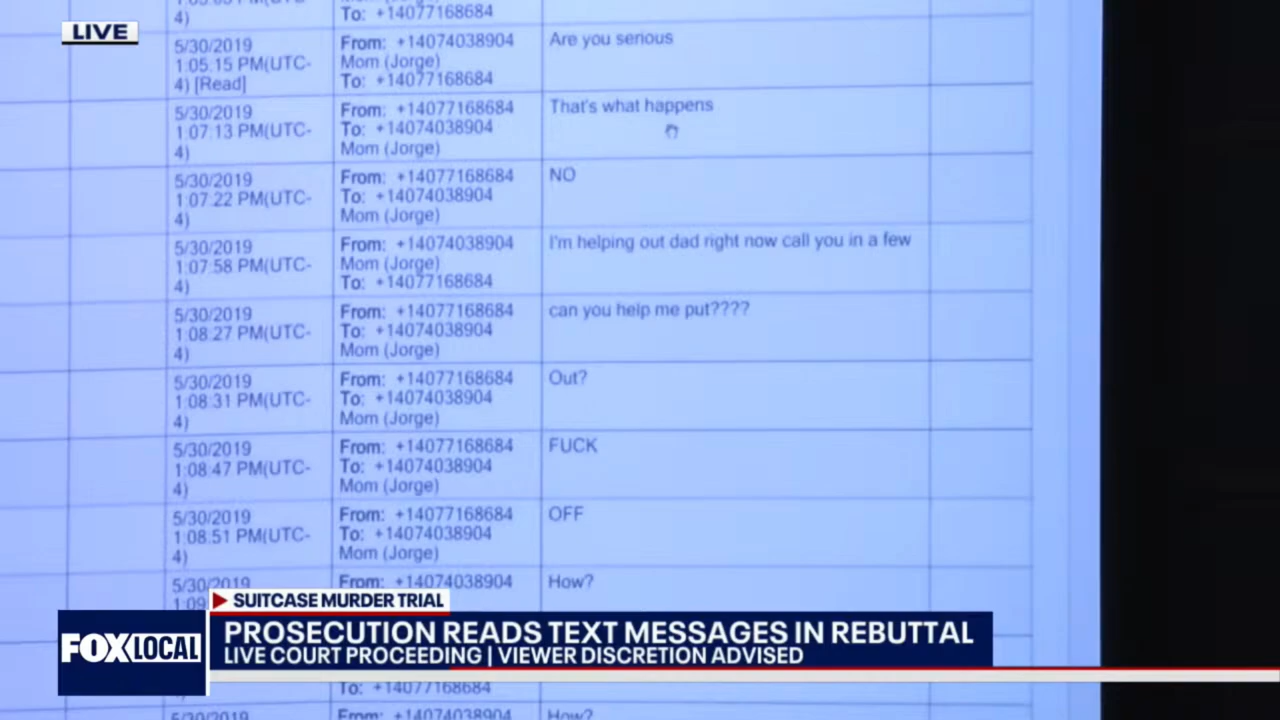 LIVE
4)
To: +14077168684
5/30/2019
1:05:15 PM(UTC-
4) [Read]
From: +14074038904
Mom (Jorge)
To: +14077168684
Are you serious
5/30/2019
1:07:13 PM(UTC-
4)
From: +14077168684
To: +14074038904
Mom (Jorge)
That's what happens
5/30/2019
1:07:22 PM(UTC-
4)
From: +14077168684
To: +14074038904
Mom (Jorge)
NO
5/30/2019
1:07:58 PM(UTC-
4)
From: +14074038904
Mom (Jorge)
To: +14077168684
I'm helping out dad right now call you in a few
5/30/2019
1:08:27 PM(UTC-
4)
From: +14077168684
To: +14074038904
Mom (Jorge)
can you help me put????
5/30/2019
1:08:31 PM(UTC-
4)
From: +14077168684
To: +14074038904
Mom (Jorge)
Out?
5/30/2019
1:08:47 PM(UTC-
4)
From: +14077168684
To: +14074038904
Mom (Jorge)
FUCK
5/30/2019
1:08:51 PM(UTC-
4)
From: +14077168684
To: +14074038904
Mom (Jorge)
OFF
5/30/2019
1:09
From: +14074038904
How?
SUITCASE MURDER TRIAL
FOX LOCAL
PROSECUTION READS TEXT MESSAGES IN REBUTTAL
LIVE COURT PROCEEDING | VIEWER DISCRETION ADVISED
To: +14077168684
5/30/2019
From: +14074038904
How?